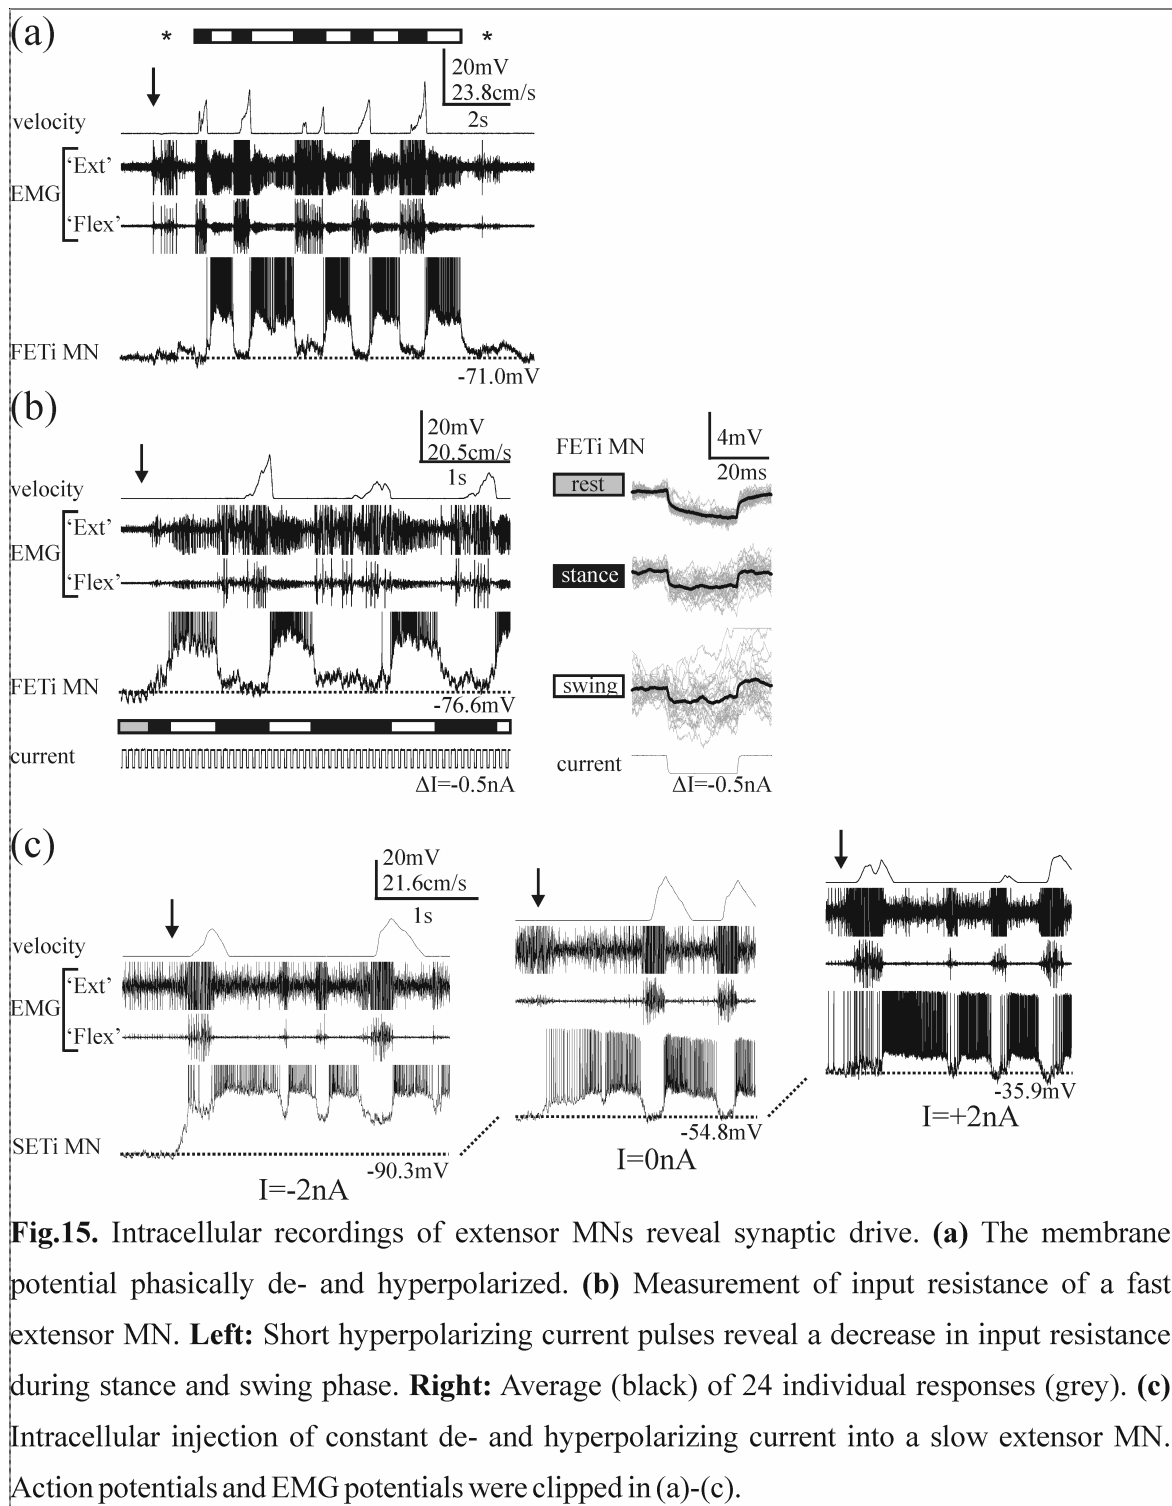 (a)
* *
20mV
23.8cm/s
2s
velocity
'Ext'
EMG
'Flex'
FETi MN
-71.0mV
(b)
20mV
20.5cm/s
1s
velocity
'Ext'
EMG
'Flex'
FETi MN
-76.6mV
current
ΔI=-0.5nA
FETi MN
4mV
20ms
rest
stance
swing
current
ΔI=-0.5nA
(c)
20mV
21.6cm/s
1s
velocity
'Ext'
EMG
'Flex'
SETi MN
-90.3mV
I=-2nA
-54.8mV
I=0nA
-35.9mV
I=+2nA
Fig.15. Intracellular recordings of extensor MNs reveal synaptic drive. (a) The membrane
potential phasically de- and hyperpolarized. (b) Measurement of input resistance of a fast
extensor MN. Left: Short hyperpolarizing current pulses reveal a decrease in input resistance
during stance and swing phase. Right: Average (black) of 24 individual responses (grey). (c)
Intracellular injection of constant de- and hyperpolarizing current into a slow extensor MN.
Action potentials and EMG potentials were clipped in (a)-(c).